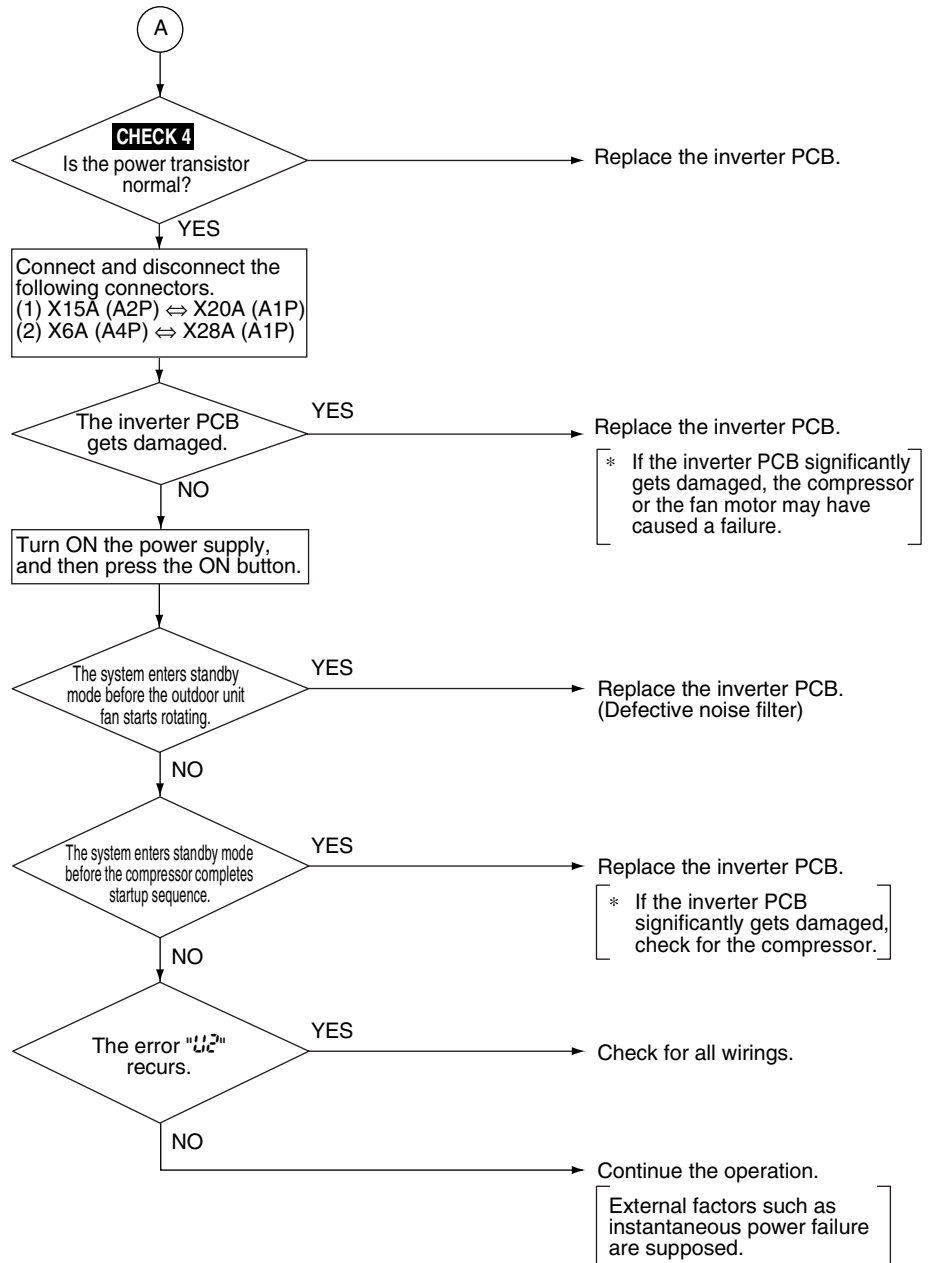 A
CHECK 4
Is the power transistor
normal?
Replace the inverter PCB.
YES
Connect and disconnect the
following connectors.
(1) X15A (A2P) ⇔ X20A (A1P)
(2) X6A (A4P) ⇔ X28A (A1P)
The inverter PCB
gets damaged.
YES
Replace the inverter PCB.
* If the inverter PCB significantly
gets damaged, the compressor
or the fan motor may have
caused a failure.
NO
Turn ON the power supply,
and then press the ON button.
The system enters standby
mode before the outdoor unit
fan starts rotating.
YES
Replace the inverter PCB.
(Defective noise filter)
NO
The system enters standby mode
before the compressor completes
startup sequence.
YES
Replace the inverter PCB.
* If the inverter PCB
significantly gets damaged,
check for the compressor.
NO
The error "U2"
recurs.
YES
Check for all wirings.
NO
Continue the operation.
External factors such as
instantaneous power failure
are supposed.